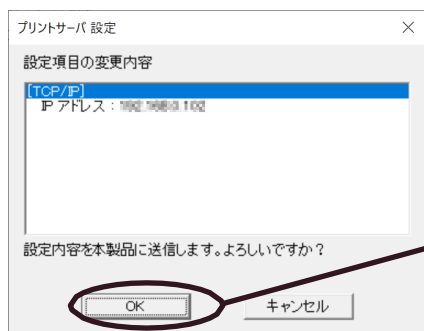 プリントサーバ 設定
設定項目の変更内容
[TCP/IP]
IP アドレス :
設定内容を本製品に送信します。よろしいですか？
OK
キャンセル